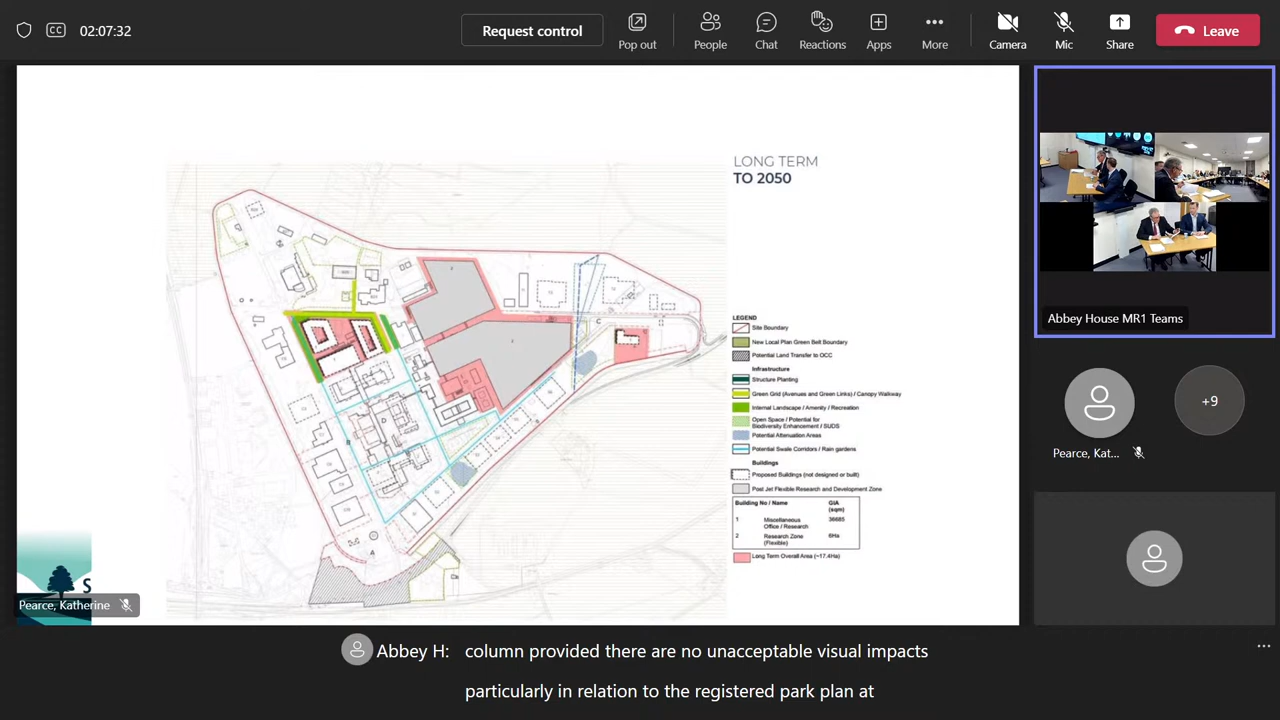 CC
02:07:32
Request control
Pop out
People
Chat
Reactions
Apps
More
Camera
Mic
Share
Leave
LONG TERM
TO 2050
LEGEND
Site Boundary
New Local Plan Green Belt Boundary
Potential Land Transfer to OCC
Infrastructure
Structure Planting
Green Grid (Avenues and Green Links) / Canopy Walkway
Internal Landscape / Amenity / Recreation
Open Space / Potential for
Biodiversity Enhancement / SUDS
Potential Attenuation Areas
Potential Swale Corridors / Rain gardens
Buildings
Proposed Buildings (not designed or built)
Post Jet Flexible Research and Development Zone
Building No / Name GIA
(sqm)
1 Miscellaneous 36685
Office / Research
2 Research Zone 6Ha
(Flexible)
Long Term Overall Area (~17.4Ha)
S
Pearce, Katherine
Abbey House MR1 Teams
+9
Pearce, Kat...
Abbey H: column provided there are no unacceptable visual impacts
particularly in relation to the registered park plan at